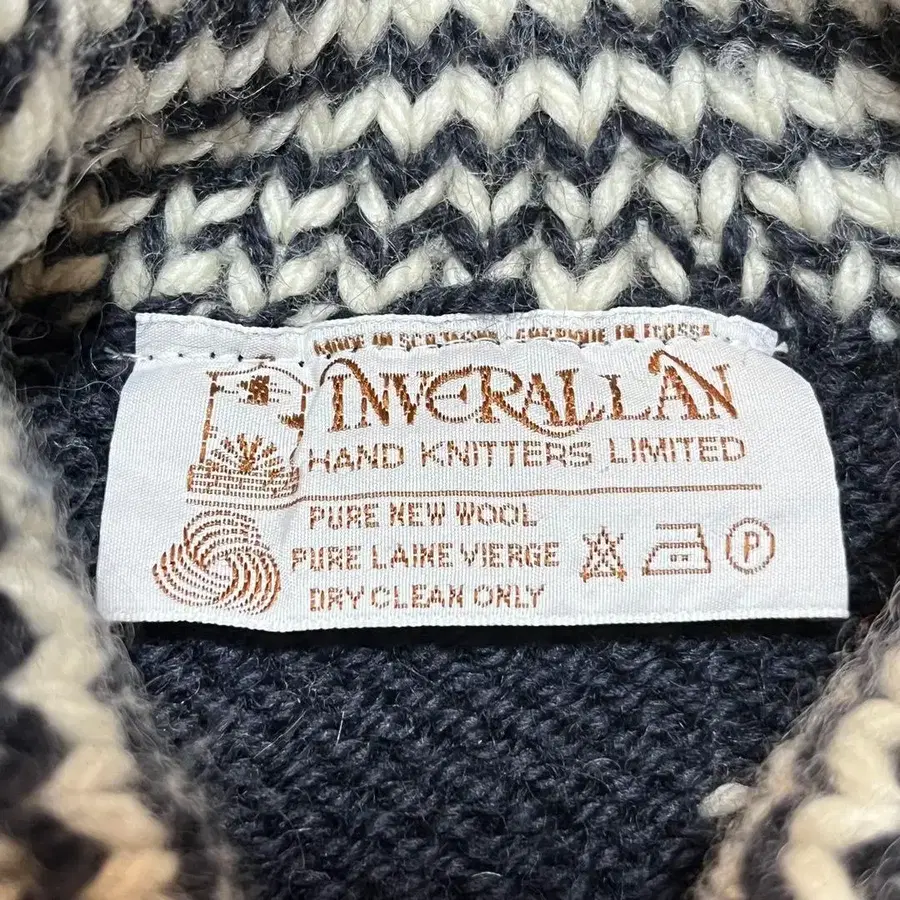 MADE IN SCOTLAND FABRIQUE EN ECOSSE
INVERALLAN
HAND KNITTERS LIMITED
PURE NEW WOOL
PURE LAINE VIERGE
DRY CLEAN ONLY
P